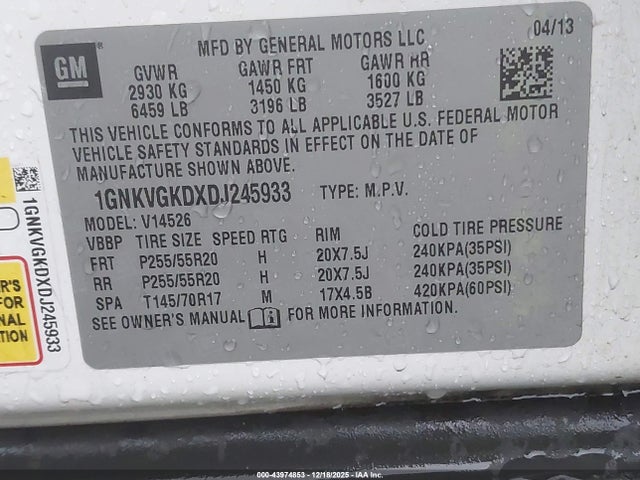 GM®
MFD BY GENERAL MOTORS LLC 04/13
GVWR GAWR FRT GAWR RR
2930 KG 1450 KG 1600 KG
6459 LB 3196 LB 3527 LB
THIS VEHICLE CONFORMS TO ALL APPLICABLE U.S. FEDERAL MOTOR
VEHICLE SAFETY STANDARDS IN EFFECT ON THE DATE OF
MANUFACTURE SHOWN ABOVE.
1GNKVGKDXDJ245933 TYPE: M.P.V.
MODEL: V14526
VBBP TIRE SIZE SPEED RTG RIM COLD TIRE PRESSURE
FRT P255/55R20 H 20X7.5J 240KPA(35PSI)
RR P255/55R20 H 20X7.5J 240KPA(35PSI)
SPA T145/70R17 M 17X4.5B 420KPA(60PSI)
SEE OWNER'S MANUAL FOR MORE INFORMATION.
1GNKVGKDXDJ245933
FOR
NAL
TION
000-43974853 - 12/18/2025 - IAA Inc.